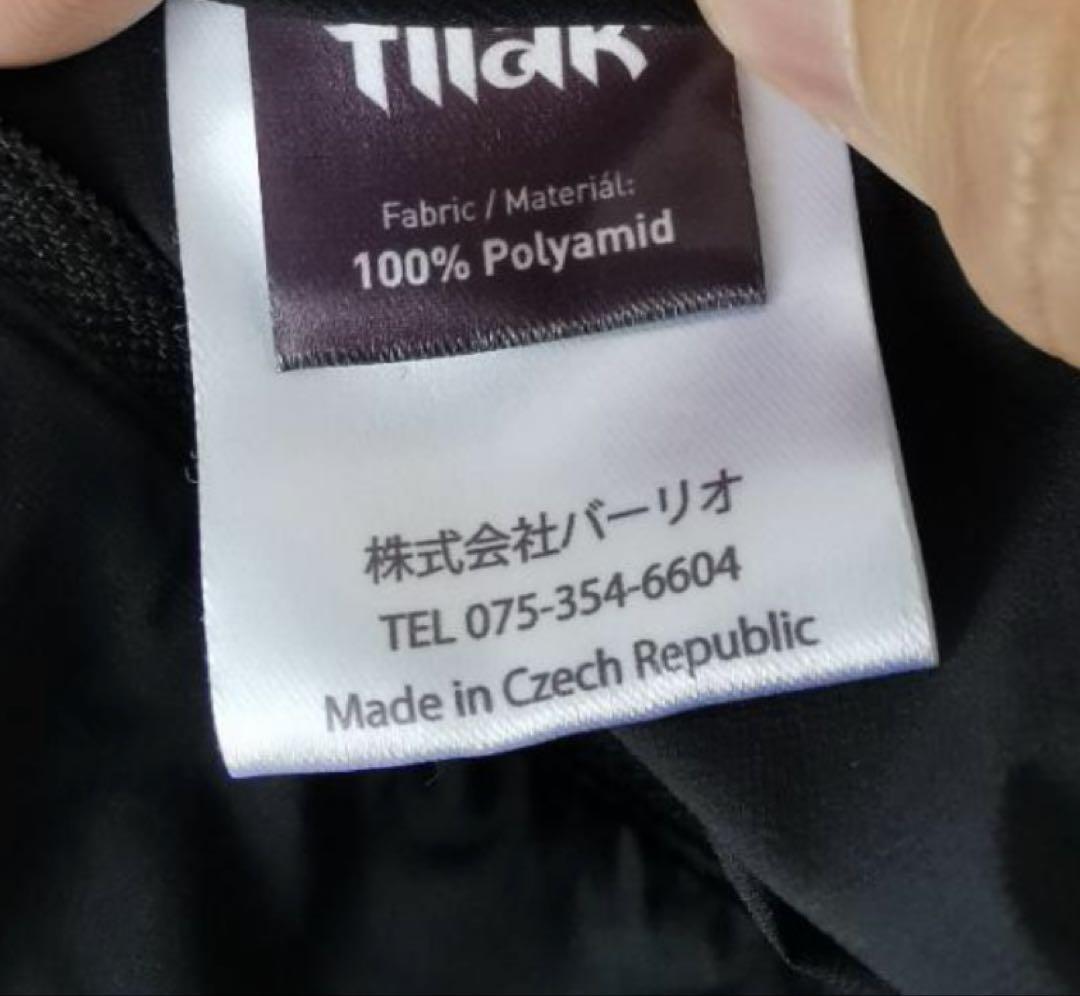 Tilak
Fabric / Materiál:
100% Polyamid
株式会社バーリオ
TEL 075-354-6604
Made in Czech Republic